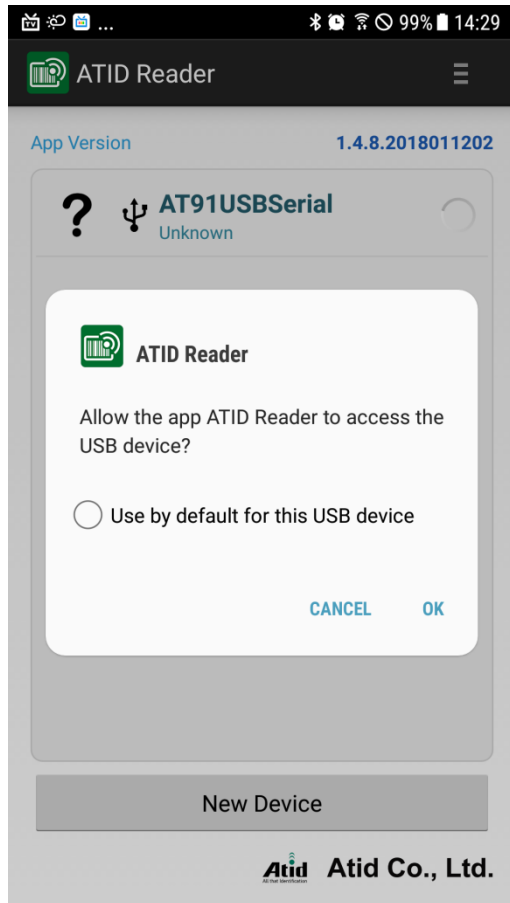 ... 99% 14:29
ATID Reader
App Version 1.4.8.2018011202
AT91USBSerial
Unknown
ATID Reader
Allow the app ATID Reader to access the
USB device?
Use by default for this USB device
CANCEL OK
New Device
Atid Atid Co., Ltd.
All that Identification